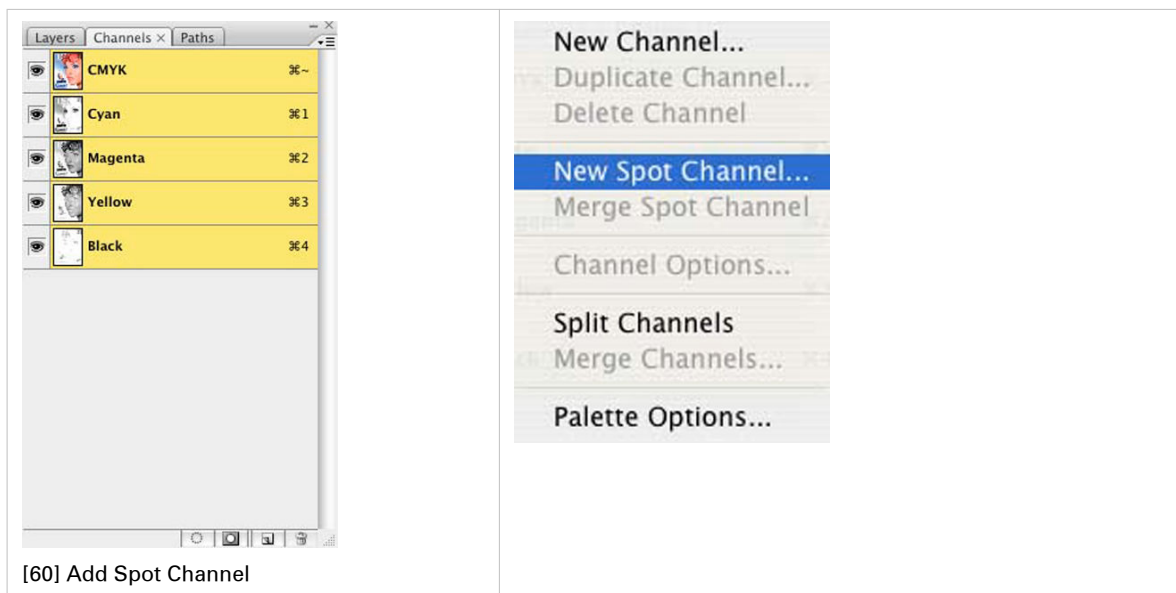 Layers Channels × Paths
CMYK ⌘~
Cyan ⌘1
Magenta ⌘2
Yellow ⌘3
Black ⌘4
[60] Add Spot Channel
New Channel...
Duplicate Channel...
Delete Channel
New Spot Channel...
Merge Spot Channel
Channel Options...
Split Channels
Merge Channels...
Palette Options...